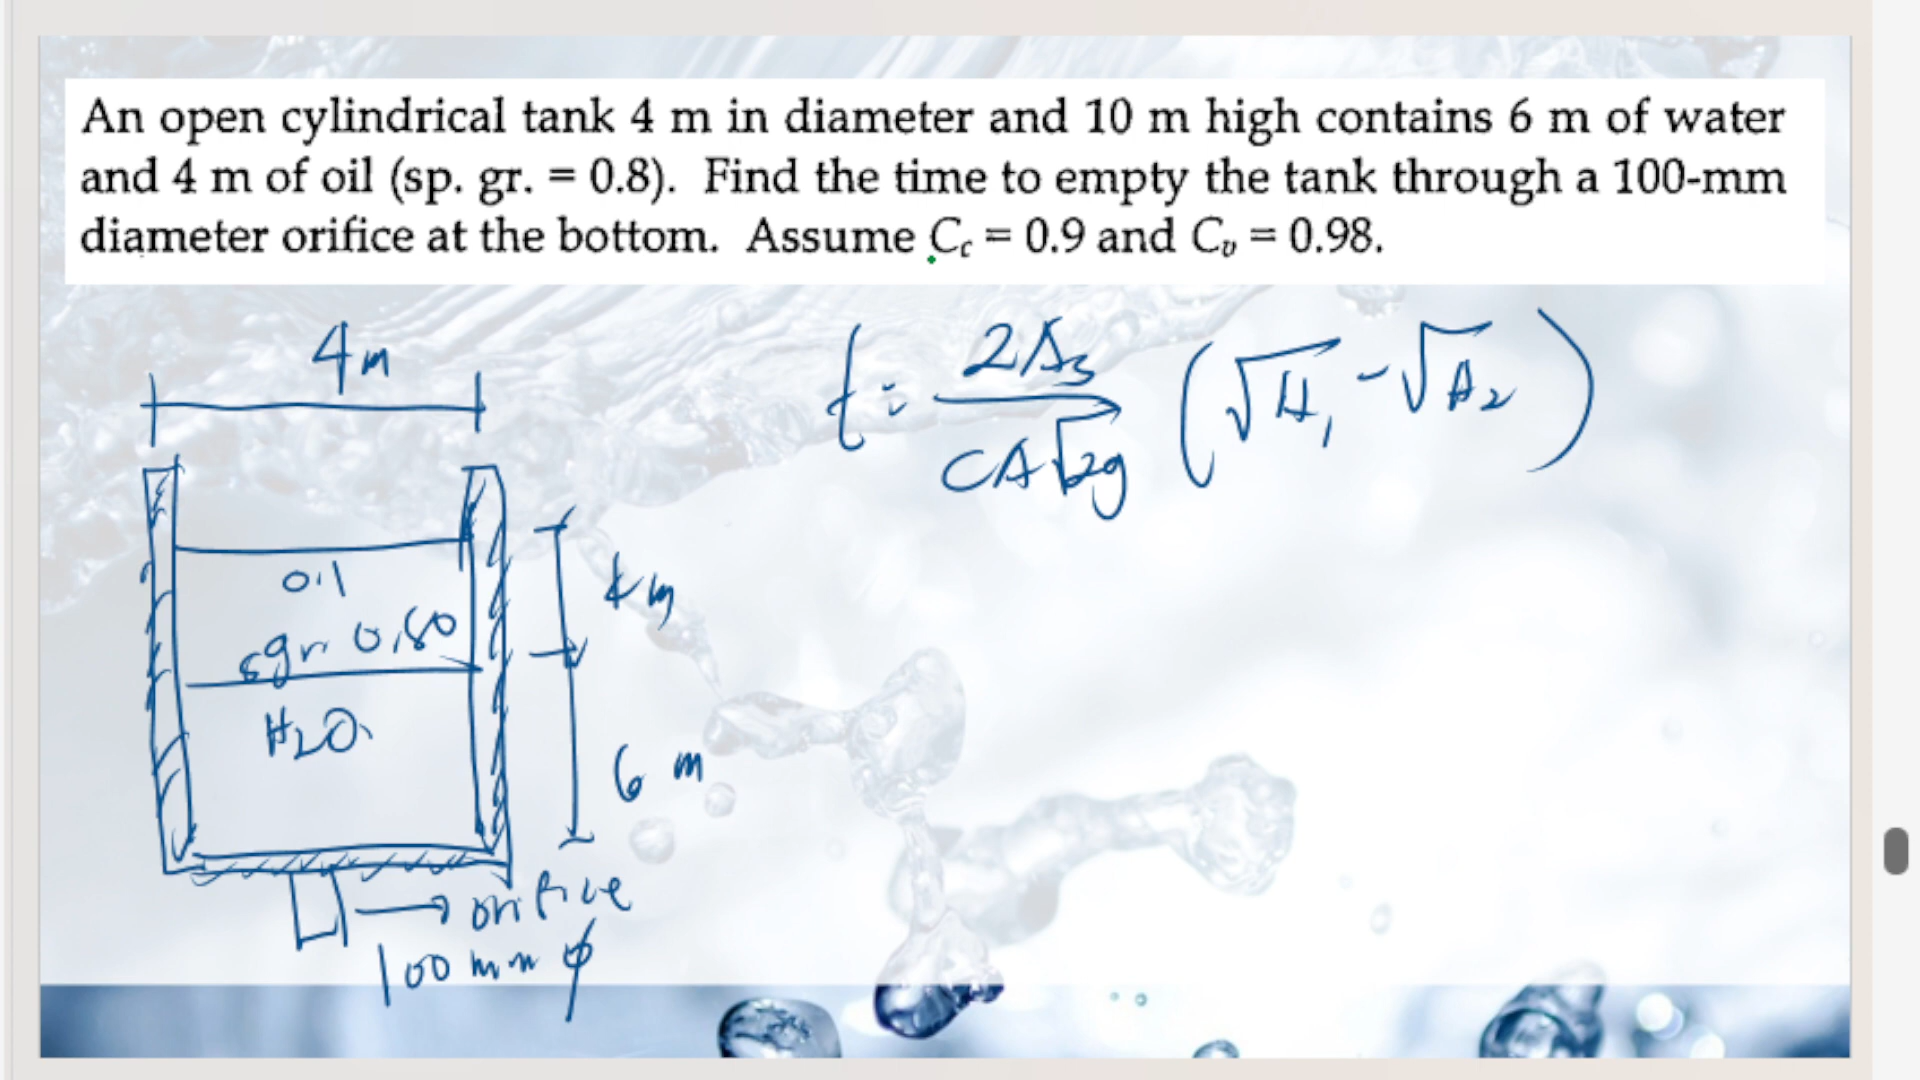 An open cylindrical tank 4 m in diameter and 10 m high contains 6 m of water
and 4 m of oil (sp. gr. = 0.8). Find the time to empty the tank through a 100-mm
diameter orifice at the bottom. Assume Cc = 0.9 and Cv = 0.98.
4 m
t = 2As / CA√2g (√H1 - √H2)
oil
sgr. 0.80
4 m
H2O
6 m
orifice
100 mm φ